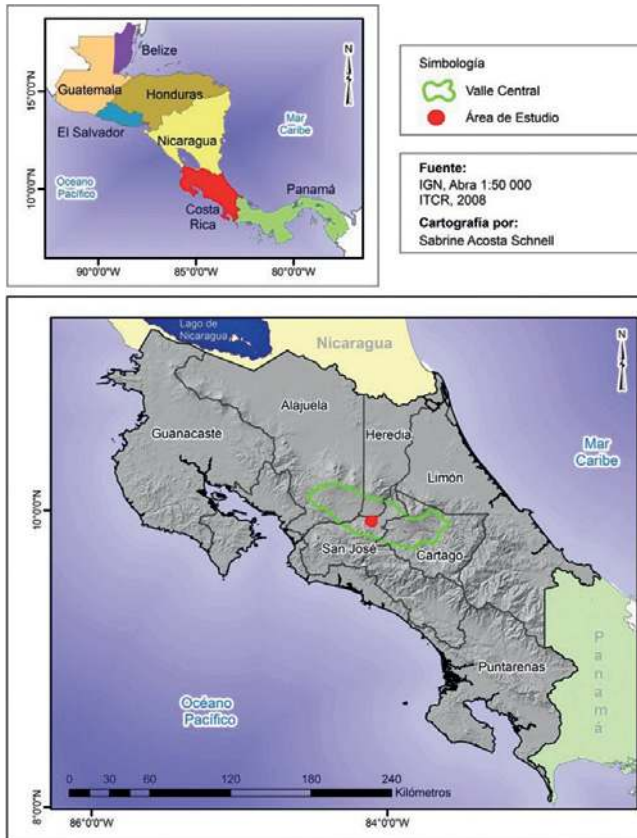 Belize
N
Guatemala
Honduras
El Salvador
Nicaragua
Mar
Caribe
Océano
Pacífico
Costa
Rica
Panamá
15°0'0"N
10°0'0"N
90°0'0"W
85°0'0"W
80°0'0"W
Simbología
Valle Central
Área de Estudio
Fuente:
IGN, Abra 1:50 000
ITCR, 2008
Cartografía por:
Sabrine Acosta Schnell
Lago de
Nicaragua
Nicaragua
N
Alajuela
Guanacaste
Heredia
Limón
Mar
Caribe
10°0'0"N
San José
Cartago
Puntarenas
Panamá
Océano
Pacífico
0 15 30 60 120 180 240
Kilómetros
8°0'0"N
86°0'0"W
84°0'0"W